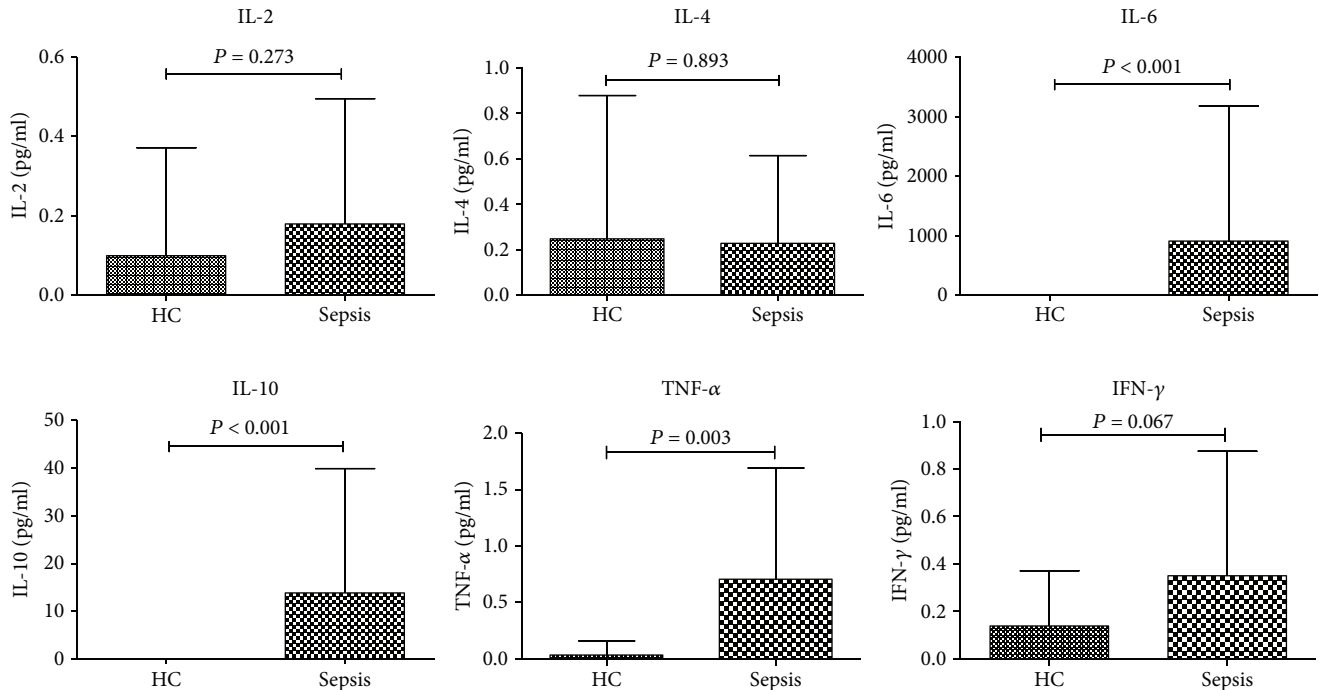 IL-2
P = 0.273
IL-2 (pg/ml)
0.6
0.4
0.2
0.0
HC
Sepsis
IL-4
P = 0.893
IL-4 (pg/ml)
1.0
0.8
0.6
0.4
0.2
0.0
HC
Sepsis
IL-6
P < 0.001
IL-6 (pg/ml)
4000
3000
2000
1000
0
HC
Sepsis
IL-10
P < 0.001
IL-10 (pg/ml)
50
40
30
20
10
0
HC
Sepsis
TNF-α
P = 0.003
TNF-α (pg/ml)
2.0
1.5
1.0
0.5
0.0
HC
Sepsis
IFN-γ
P = 0.067
IFN-γ (pg/ml)
1.0
0.8
0.6
0.4
0.2
0.0
HC
Sepsis